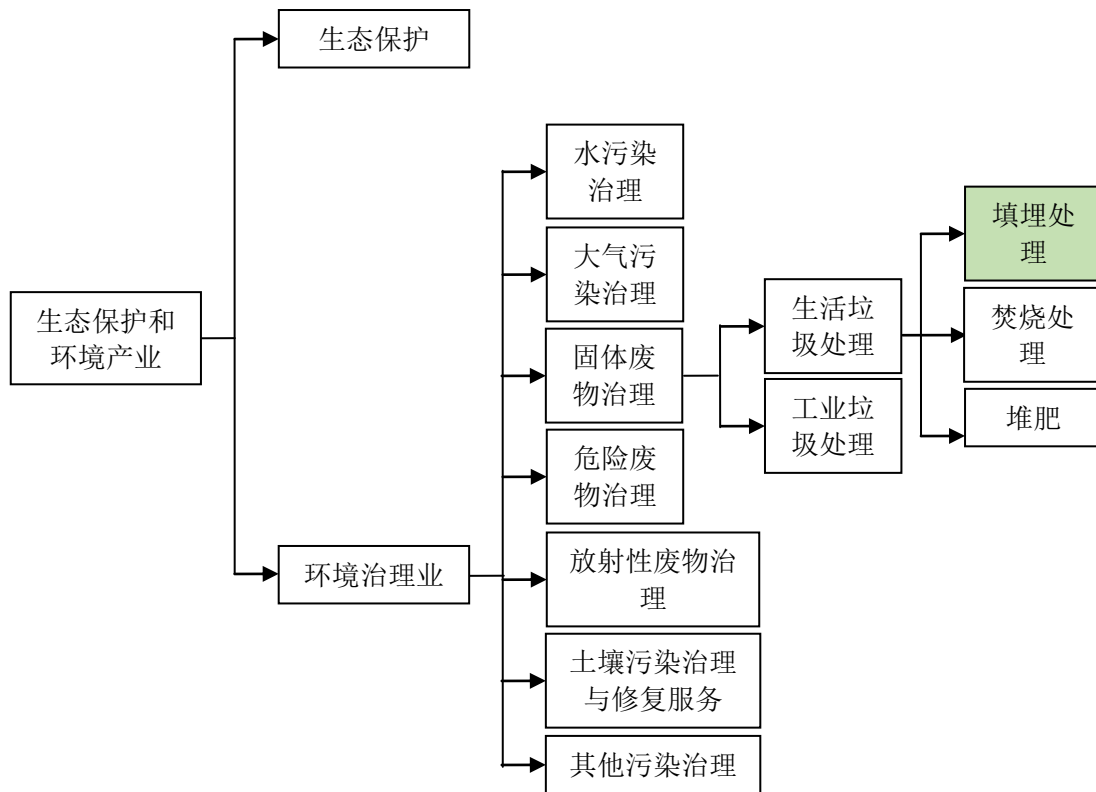 生态保护
水污染
治理
填埋处
理
大气污
染治理
生态保护和
环境产业
生活垃
圾处理
焚烧处
理
固体废
物治理
工业垃
圾处理
堆肥
危险废
物治理
环境治理业
放射性废物治
理
土壤污染治理
与修复服务
其他污染治理